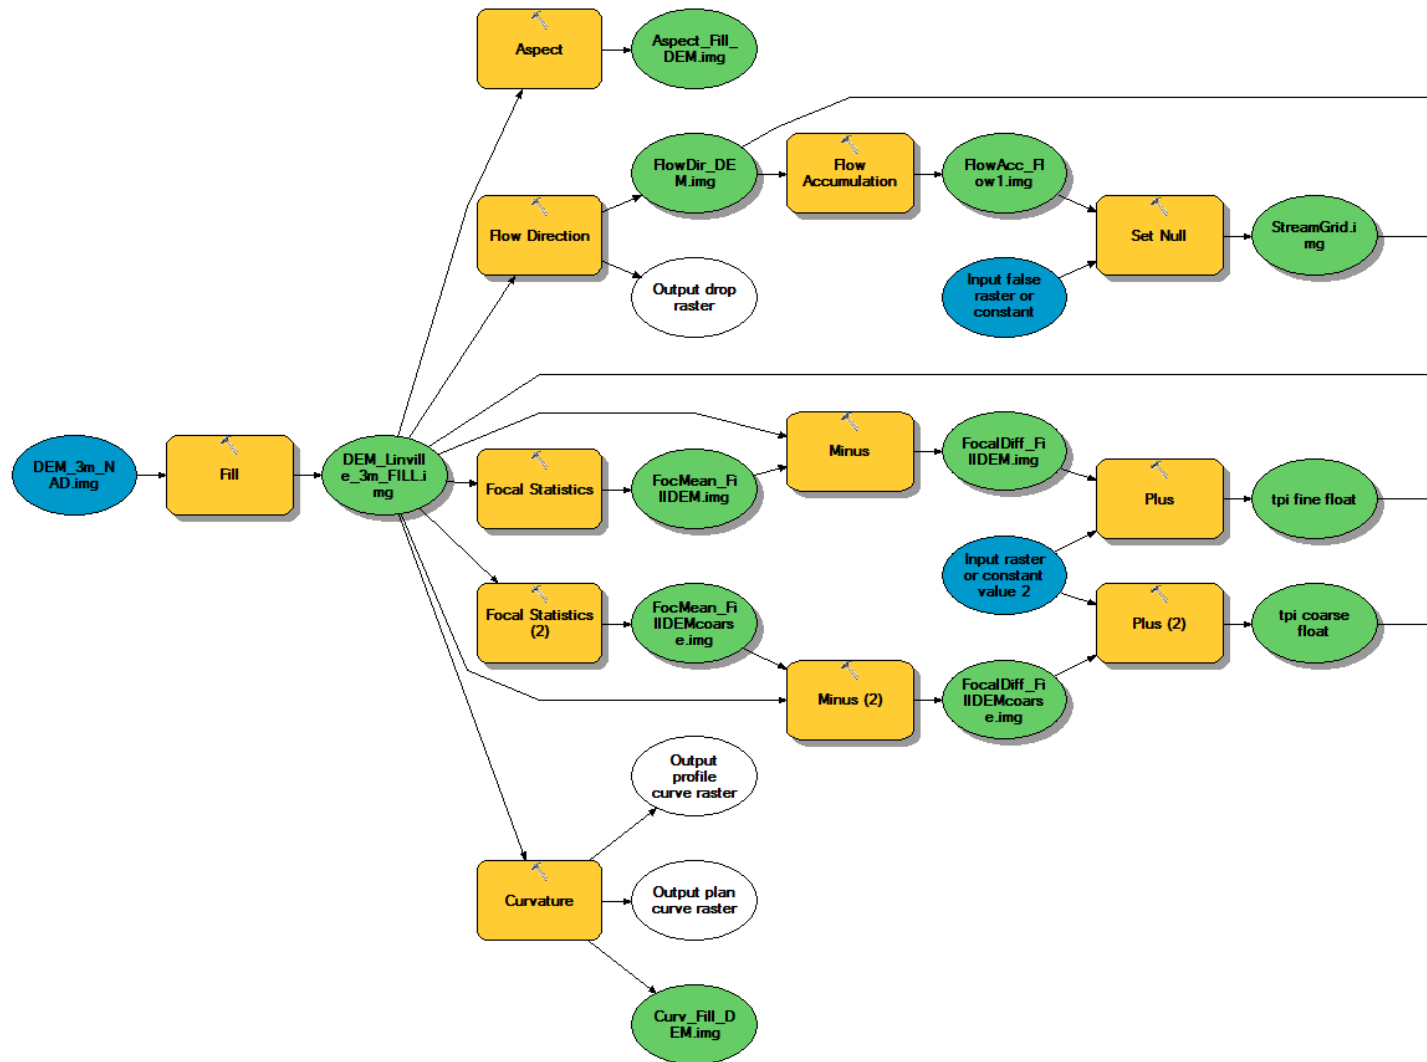 Aspect
Aspect_Fill_
DEM.img
FlowDir_DE
M.img
Flow
Accumulation
FlowAcc_Fl
ow1.img
Flow Direction
Set Null
StreamGrid.i
mg
Output drop
raster
Input false
raster or
constant
DEM_3m_N
AD.img
Fill
DEM_Linvill
e_3m_FILL.i
mg
Focal Statistics
FocMean_Fi
llDEM.img
Minus
FocalDiff_Fi
llDEM.img
Plus
tpi fine float
Input raster
or constant
value 2
Focal Statistics
(2)
FocMean_Fi
llDEMcoars
e.img
Plus (2)
tpi coarse
float
Minus (2)
FocalDiff_Fi
llDEMcoars
e.img
Output
profile
curve raster
Curvature
Output plan
curve raster
Curv_Fill_D
EM.img